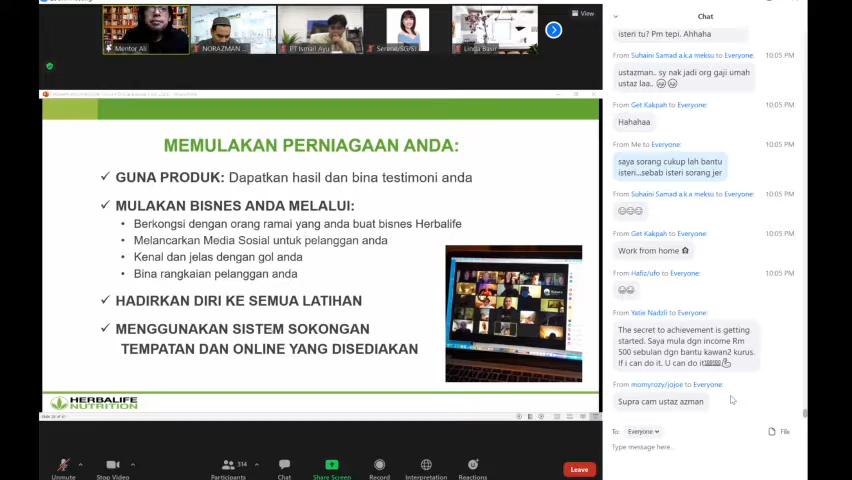 View
Mentor Ali
NORAZMAN
PT Ismail Ayu
Serene/SG/S
Linda Basir
MEMULAKAN PERNIAGAAN ANDA:
✓ GUNA PRODUK: Dapatkan hasil dan bina testimoni anda
✓ MULAKAN BISNES ANDA MELALUI:
• Berkongsi dengan orang ramai yang anda buat bisnes Herbalife
• Melancarkan Media Sosial untuk pelanggan anda
• Kenal dan jelas dengan gol anda
• Bina rangkaian pelanggan anda
✓ HADIRKAN DIRI KE SEMUA LATIHAN
✓ MENGGUNAKAN SISTEM SOKONGAN
TEMPATAN DAN ONLINE YANG DISEDIAKAN
HERBALIFE
NUTRITION
Unmute
Stop Video
314
Participants
Chat
Share Screen
Record
Interpretation
Reactions
Leave
Chat
isteri tu? Pm tepi. Ahhaha
From Suhaini Samad a.k.a meksu to Everyone: 10:05 PM
ustazman.. sy nak jadi org gaji umah
ustaz laa..
From Get Kakpah to Everyone: 10:05 PM
Hahahaa
From Me to Everyone: 10:05 PM
saya sorang cukup lah bantu
isteri...sebab isteri sorang jer
From Suhaini Samad a.k.a meksu to Everyone: 10:05 PM
From Get Kakpah to Everyone: 10:05 PM
Work from home
From Hafiz/ufo to Everyone: 10:05 PM
From Yatie Nadzli to Everyone:
The secret to achievement is getting
started. Saya mula dgn income Rm
500 sebulan dgn bantu kawan2 kurus.
If i can do it. U can do it
From momyrozy/jojoe to Everyone:
Supra cam ustaz azman
To: Everyone
File
Type message here..